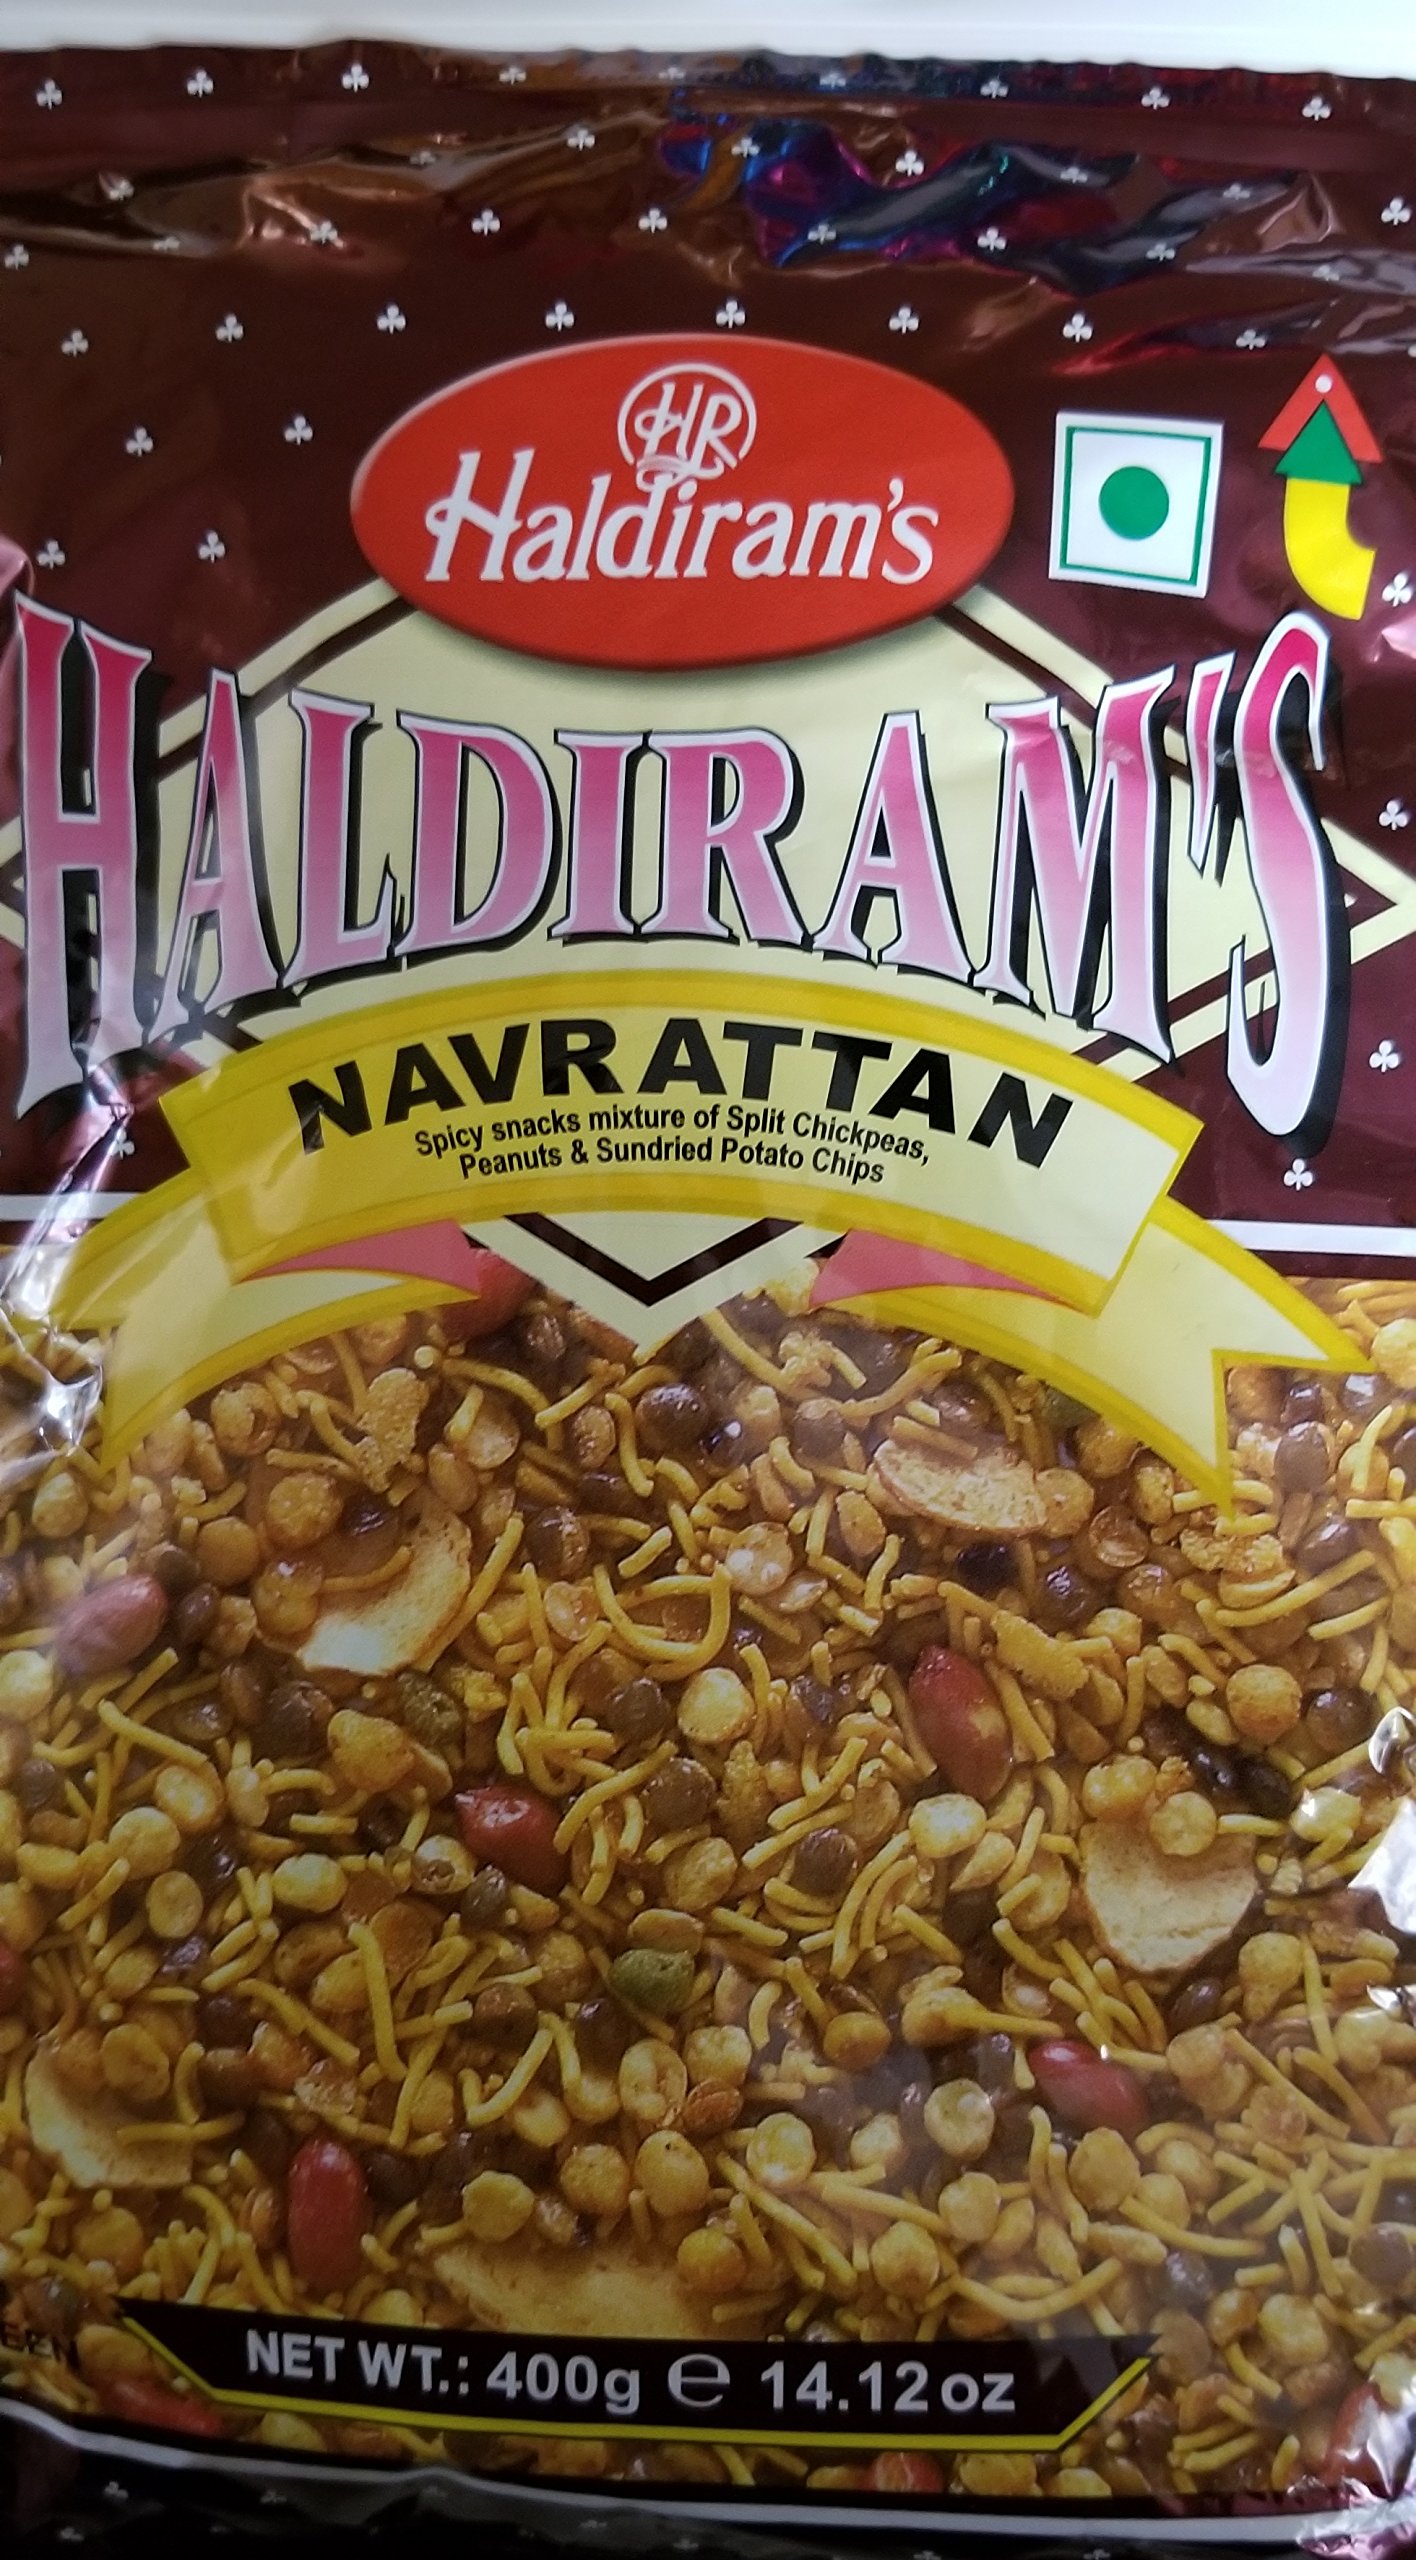 HR
Haldiram's
HALDIRAM'S
NAVRATTAN
Spicy snacks mixture of Split Chickpeas,
Peanuts & Sundried Potato Chips
NET WT.: 400g ℮ 14.12 oz